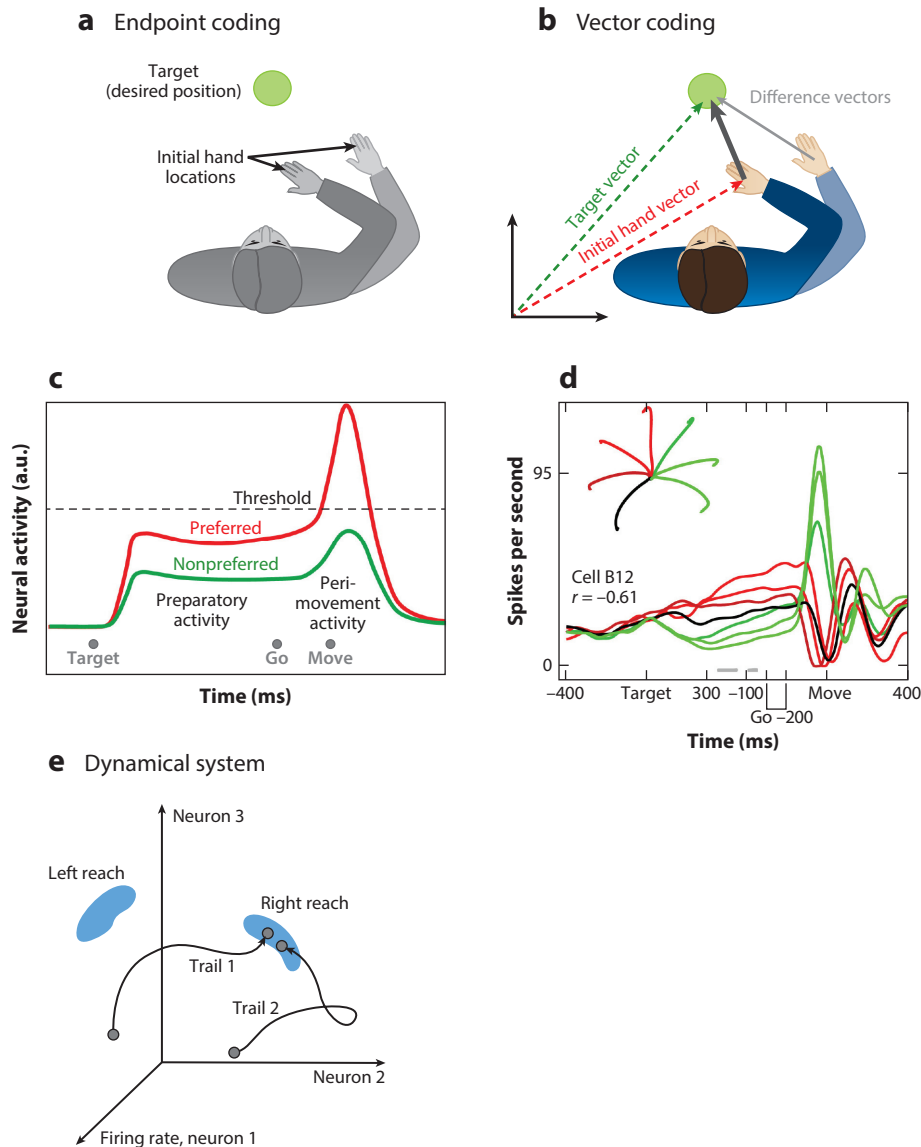 a Endpoint coding
Target
(desired position)
Initial hand
locations
b Vector coding
Difference vectors
Target vector
Initial hand vector
c
Neural activity (a.u.)
Threshold
Preferred
Nonpreferred
Preparatory
activity
Peri-
movement
activity
Target
Go
Move
Time (ms)
d
Spikes per second
95
Cell B12
r = –0.61
0
–400
Target
300
–100
Move
400
Go –200
Time (ms)
e Dynamical system
Neuron 3
Left reach
Right reach
Trail 1
Trail 2
Neuron 2
Firing rate, neuron 1